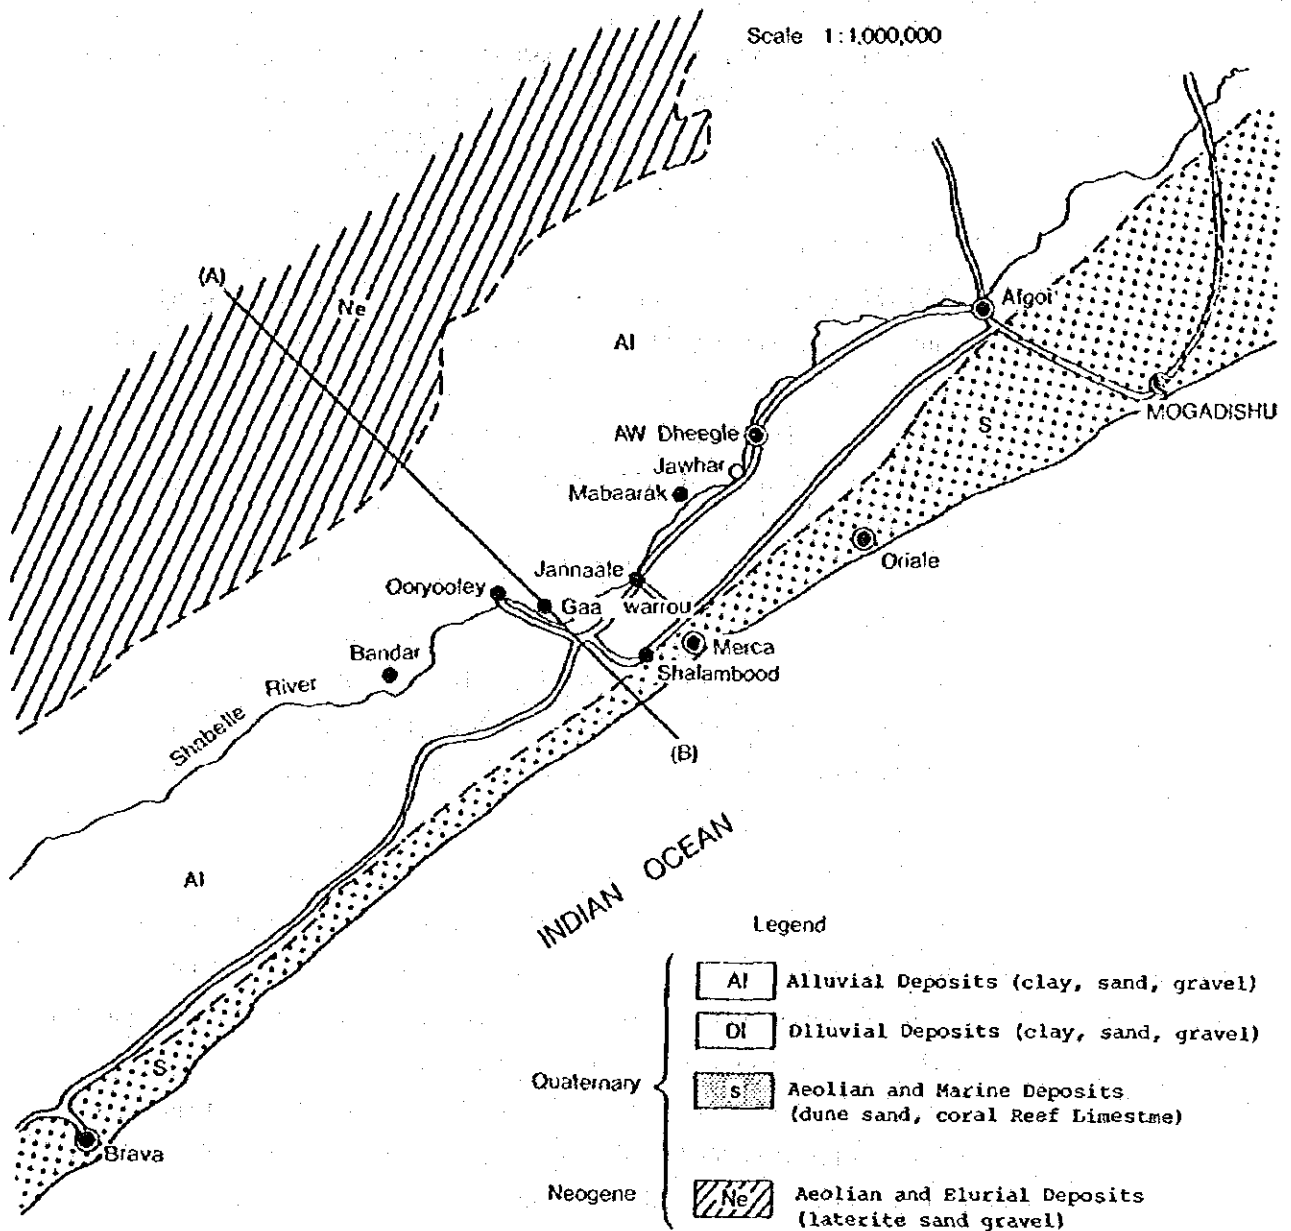 Scale 1:1,000,000
(A)
Ne
Al
Afgoi
MOGADISHU
S
AW Dheegle
Jawhar
Mabaarak
Oriale
Jannaale
Qoryooley
Gaa warrou
Merca
Shalambood
Bandar
Shabelle River
(B)
Al
INDIAN OCEAN
S
Brava
Legend
Quaternary
Al Alluvial Deposits (clay, sand, gravel)
Dl Dlluvial Deposits (clay, sand, gravel)
s Aeolian and Marine Deposits
(dune sand, coral Reef Limestme)
Neogene
Ne Aeolian and Elurial Deposits
(laterite sand gravel)